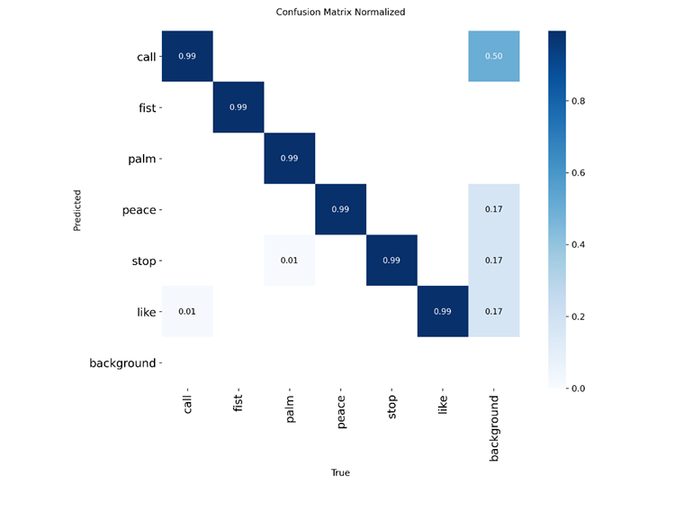 Confusion Matrix Normalized
call
0.99
0.50
fist
0.99
0.8
palm
0.99
0.6
Predicted
peace
0.99
0.17
0.4
stop
0.01
0.99
0.17
like
0.01
0.99
0.17
0.2
background
0.0
call
fist
palm
peace
stop
like
background
True